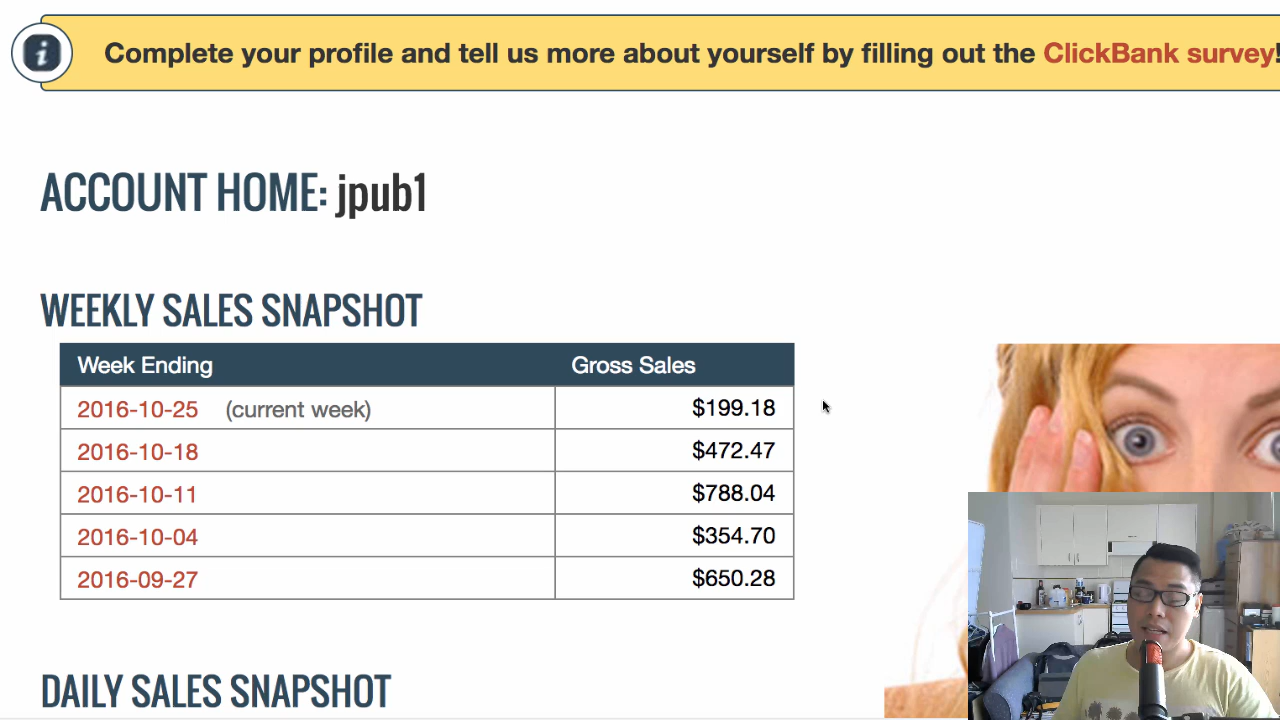 i
Complete your profile and tell us more about yourself by filling out the ClickBank survey!
ACCOUNT HOME: jpub1
WEEKLY SALES SNAPSHOT
Week Ending Gross Sales
2016-10-25 (current week) $199.18
2016-10-18 $472.47
2016-10-11 $788.04
2016-10-04 $354.70
2016-09-27 $650.28
DAILY SALES SNAPSHOT